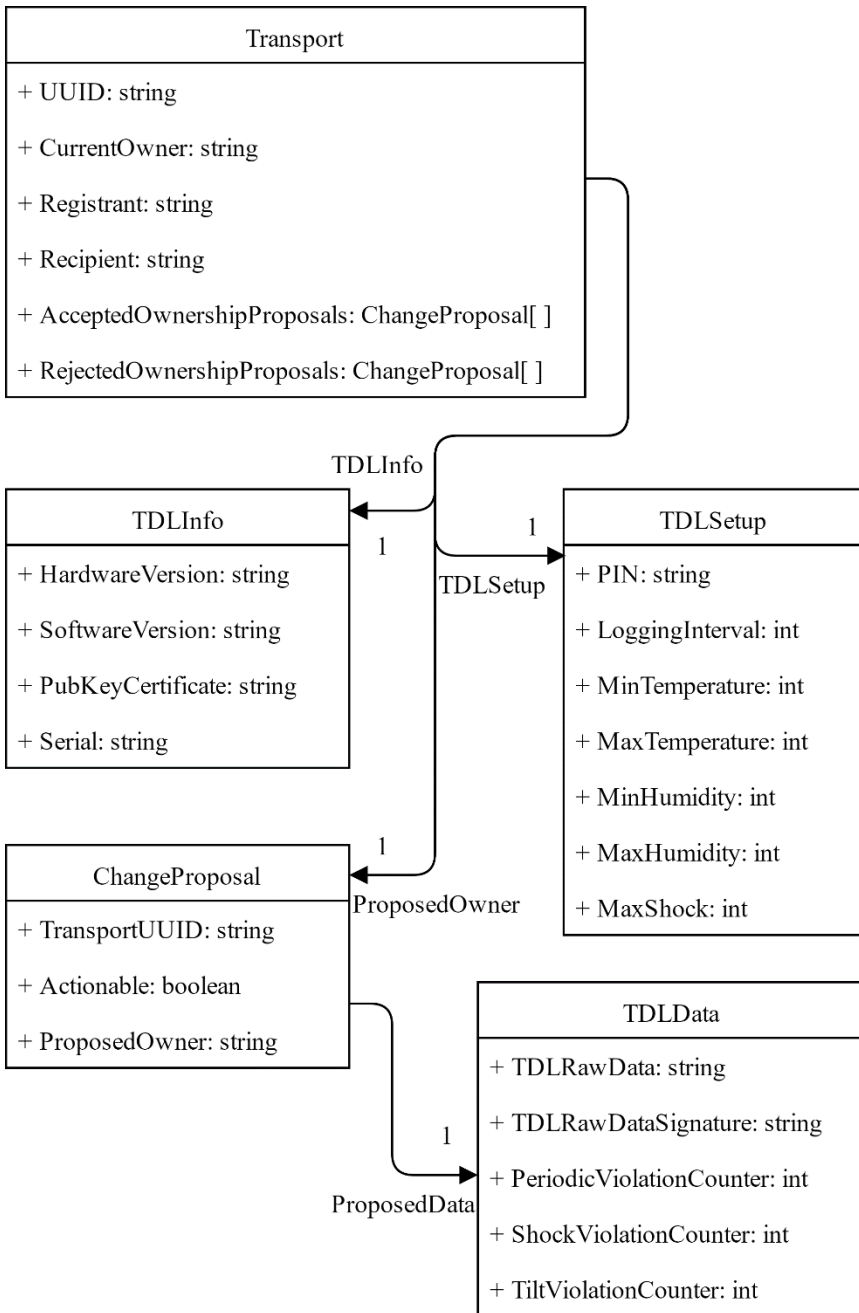 Transport
+ UUID: string
+ CurrentOwner: string
+ Registrant: string
+ Recipient: string
+ AcceptedOwnershipProposals: ChangeProposal[ ]
+ RejectedOwnershipProposals: ChangeProposal[ ]
TDLInfo
1
TDLInfo
+ HardwareVersion: string
+ SoftwareVersion: string
+ PubKeyCertificate: string
+ Serial: string
1
TDLSetup
TDLSetup
+ PIN: string
+ LoggingInterval: int
+ MinTemperature: int
+ MaxTemperature: int
+ MinHumidity: int
+ MaxHumidity: int
+ MaxShock: int
1
ProposedOwner
ChangeProposal
+ TransportUUID: string
+ Actionable: boolean
+ ProposedOwner: string
1
ProposedData
TDLData
+ TDLRawData: string
+ TDLRawDataSignature: string
+ PeriodicViolationCounter: int
+ ShockViolationCounter: int
+ TiltViolationCounter: int